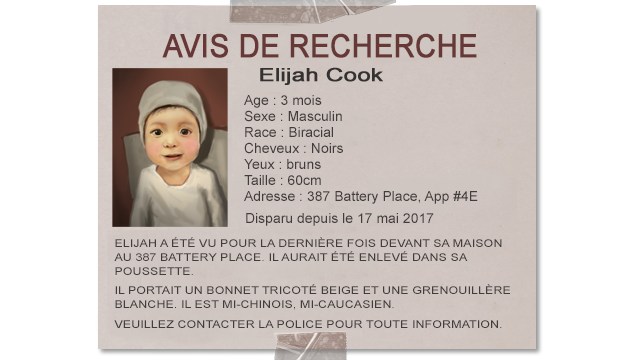 AVIS DE RECHERCHE
Elijah Cook
Age : 3 mois
Sexe : Masculin
Race : Biracial
Cheveux : Noirs
Yeux : bruns
Taille : 60cm
Adresse : 387 Battery Place, App #4E
Disparu depuis le 17 mai 2017
ELIJAH A ÉTÉ VU POUR LA DERNIÈRE FOIS DEVANT SA MAISON
AU 387 BATTERY PLACE. IL AURAIT ÉTÉ ENLEVÉ DANS SA
POUSSETTE.
IL PORTAIT UN BONNET TRICOTÉ BEIGE ET UNE GRENOUILLÈRE
BLANCHE. IL EST MI-CHINOIS, MI-CAUCASIEN.
VEUILLEZ CONTACTER LA POLICE POUR TOUTE INFORMATION.